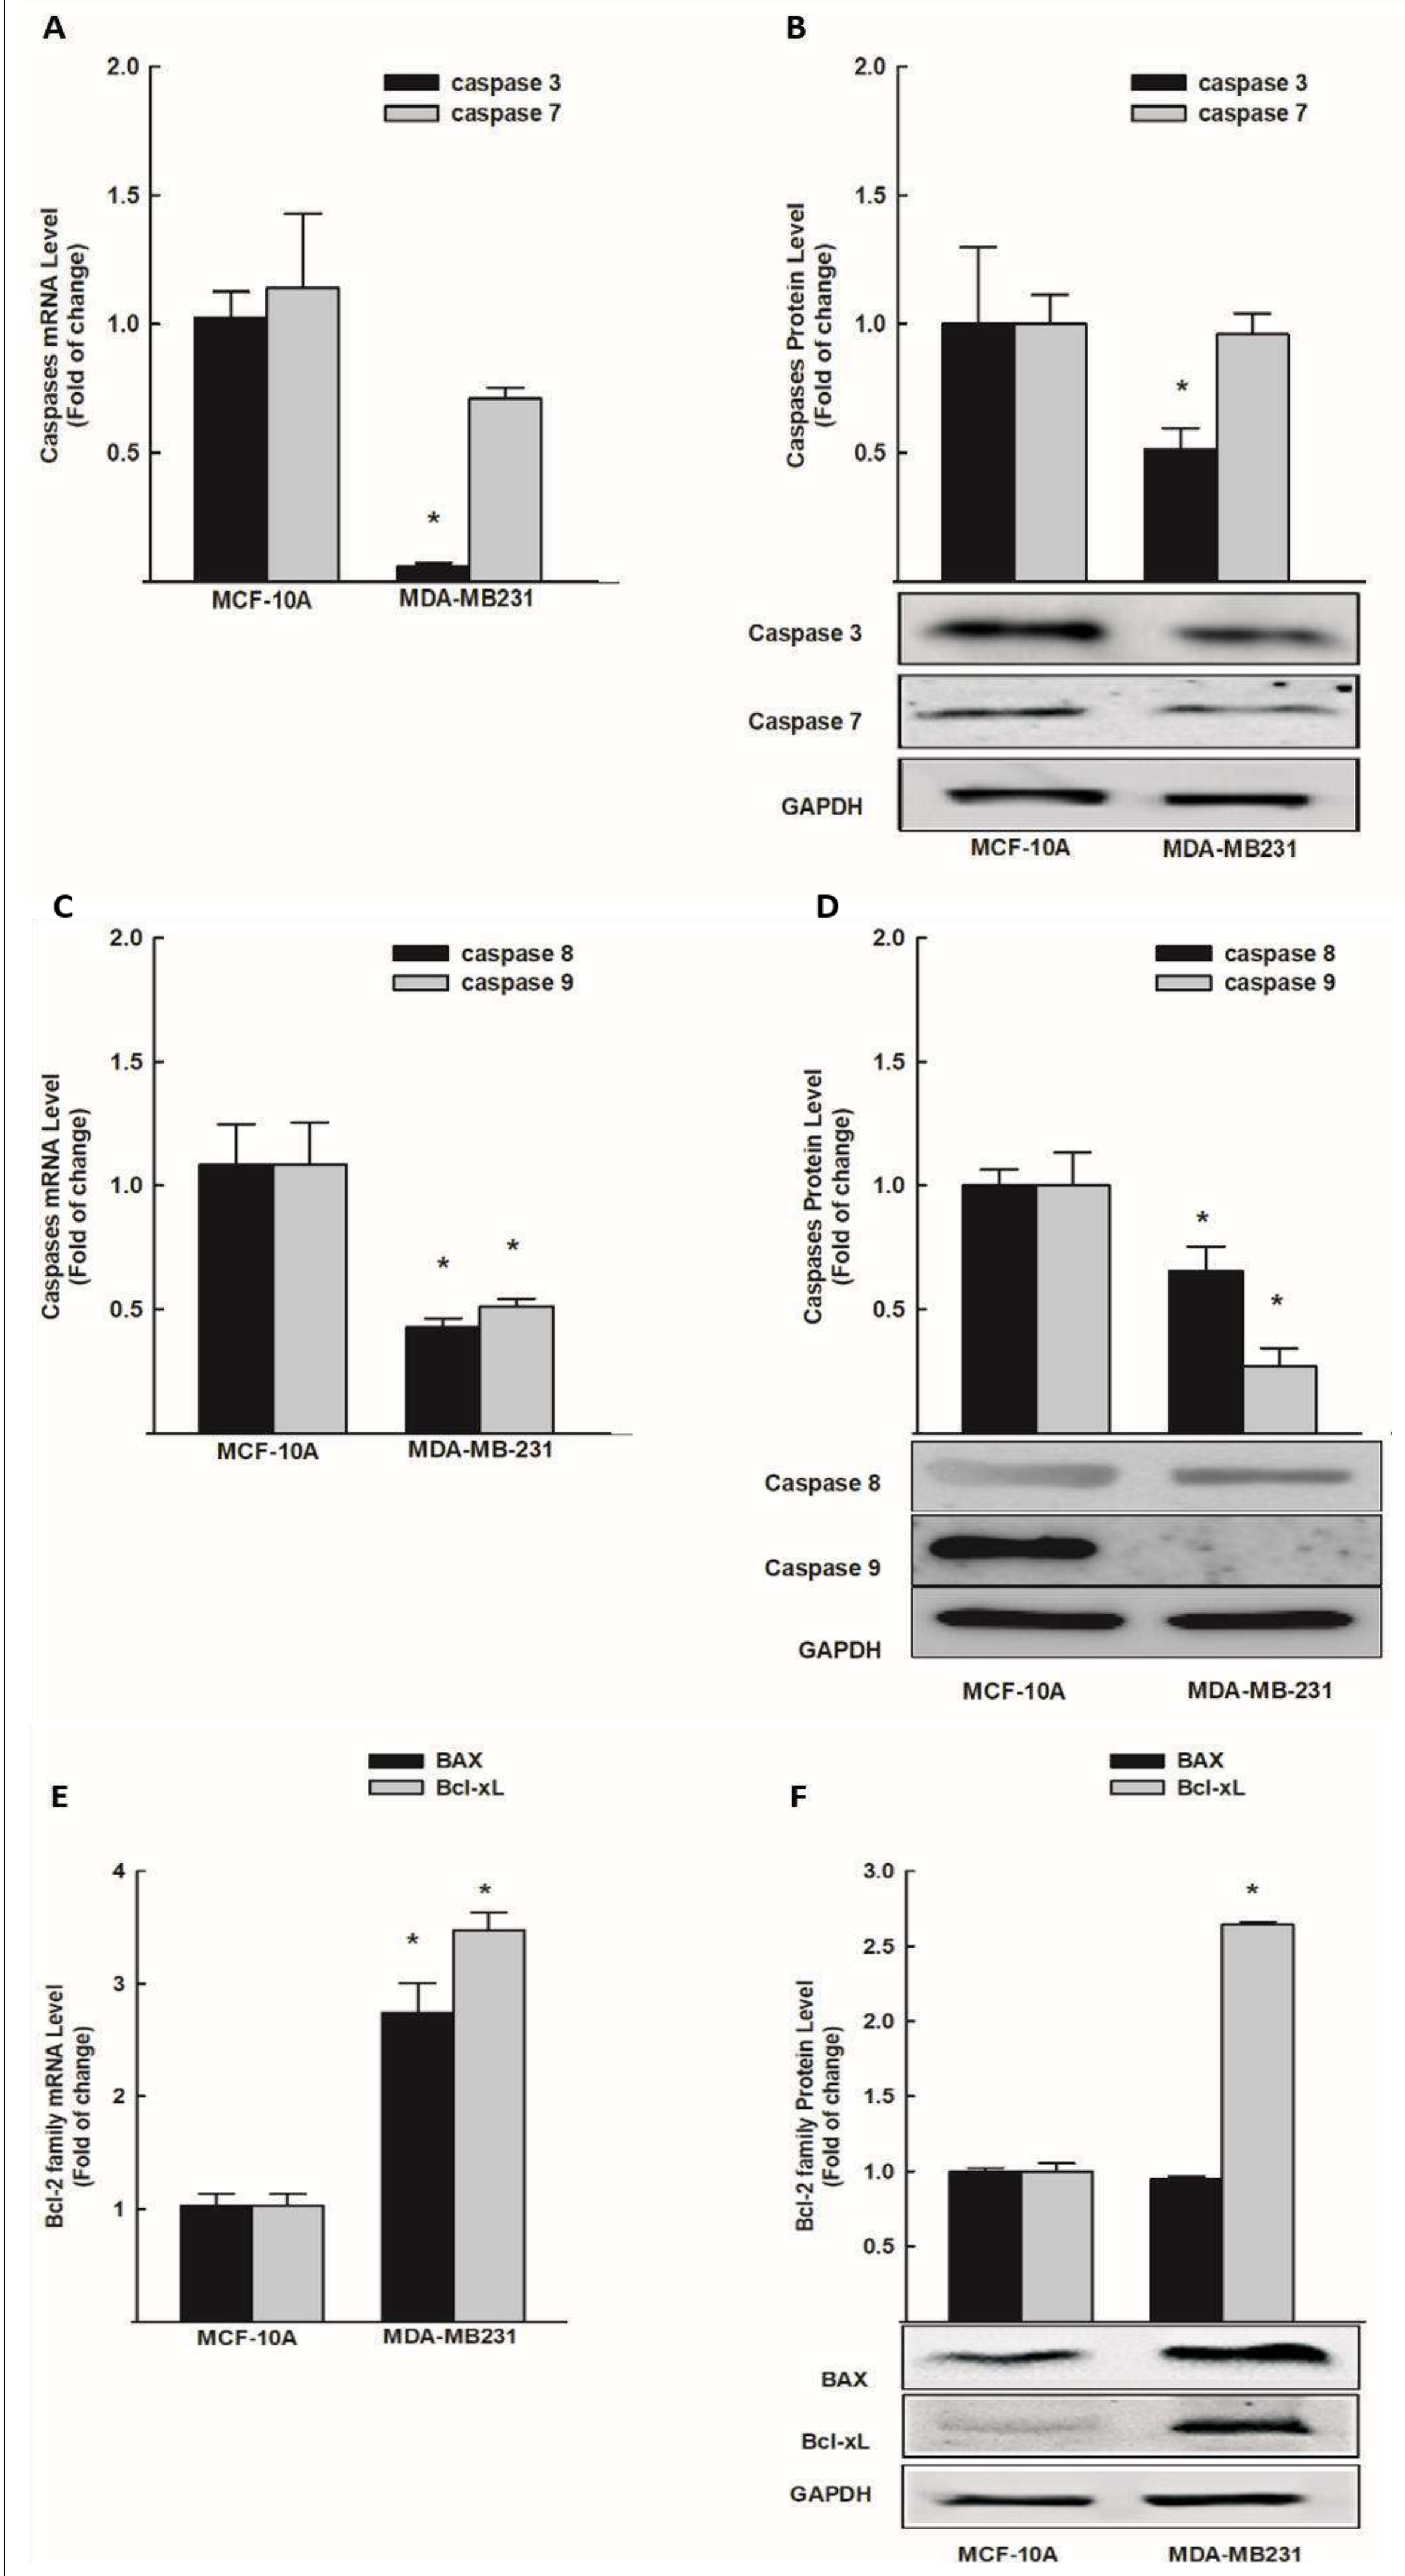 A
B
2.0
caspase 3
caspase 7
1.5
1.0
0.5
Caspases mRNA Level
(Fold of change)
*
MCF-10A
MDA-MB231
2.0
caspase 3
caspase 7
1.5
1.0
0.5
Caspases Protein Level
(Fold of change)
*
Caspase 3
Caspase 7
GAPDH
MCF-10A
MDA-MB231
C
D
2.0
caspase 8
caspase 9
1.5
1.0
0.5
Caspases mRNA Level
(Fold of change)
*
*
MCF-10A
MDA-MB-231
2.0
caspase 8
caspase 9
1.5
1.0
0.5
Caspases Protein Level
(Fold of change)
*
*
Caspase 8
Caspase 9
GAPDH
MCF-10A
MDA-MB-231
BAX
Bcl-xL
E
4
3
2
1
Bcl-2 family mRNA Level
(Fold of change)
*
*
MCF-10A
MDA-MB231
BAX
Bcl-xL
F
3.0
2.5
2.0
1.5
1.0
0.5
Bcl-2 family Protein Level
(Fold of change)
*
BAX
Bcl-xL
GAPDH
MCF-10A
MDA-MB231